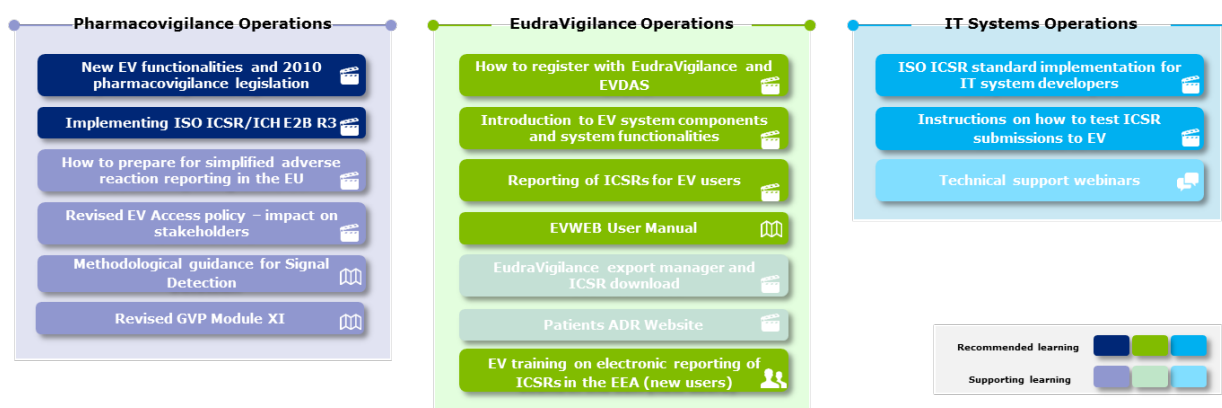 Pharmacovigilance Operations
New EV functionalities and 2010
pharmacovigilance legislation
Implementing ISO ICSR/ICH E2B R3
How to prepare for simplified adverse
reaction reporting in the EU
Revised EV Access policy – impact on
stakeholders
Methodological guidance for Signal
Detection
Revised GVP Module XI
EudraVigilance Operations
How to register with EudraVigilance and
EVDAS
Introduction to EV system components
and system functionalities
Reporting of ICSRs for EV users
EVWEB User Manual
EudraVigilance export manager and
ICSR download
Patients ADR Website
EV training on electronic reporting of
ICSRs in the EEA (new users)
IT Systems Operations
ISO ICSR standard implementation for
IT system developers
Instructions on how to test ICSR
submissions to EV
Technical support webinars
Recommended learning
Supporting learning